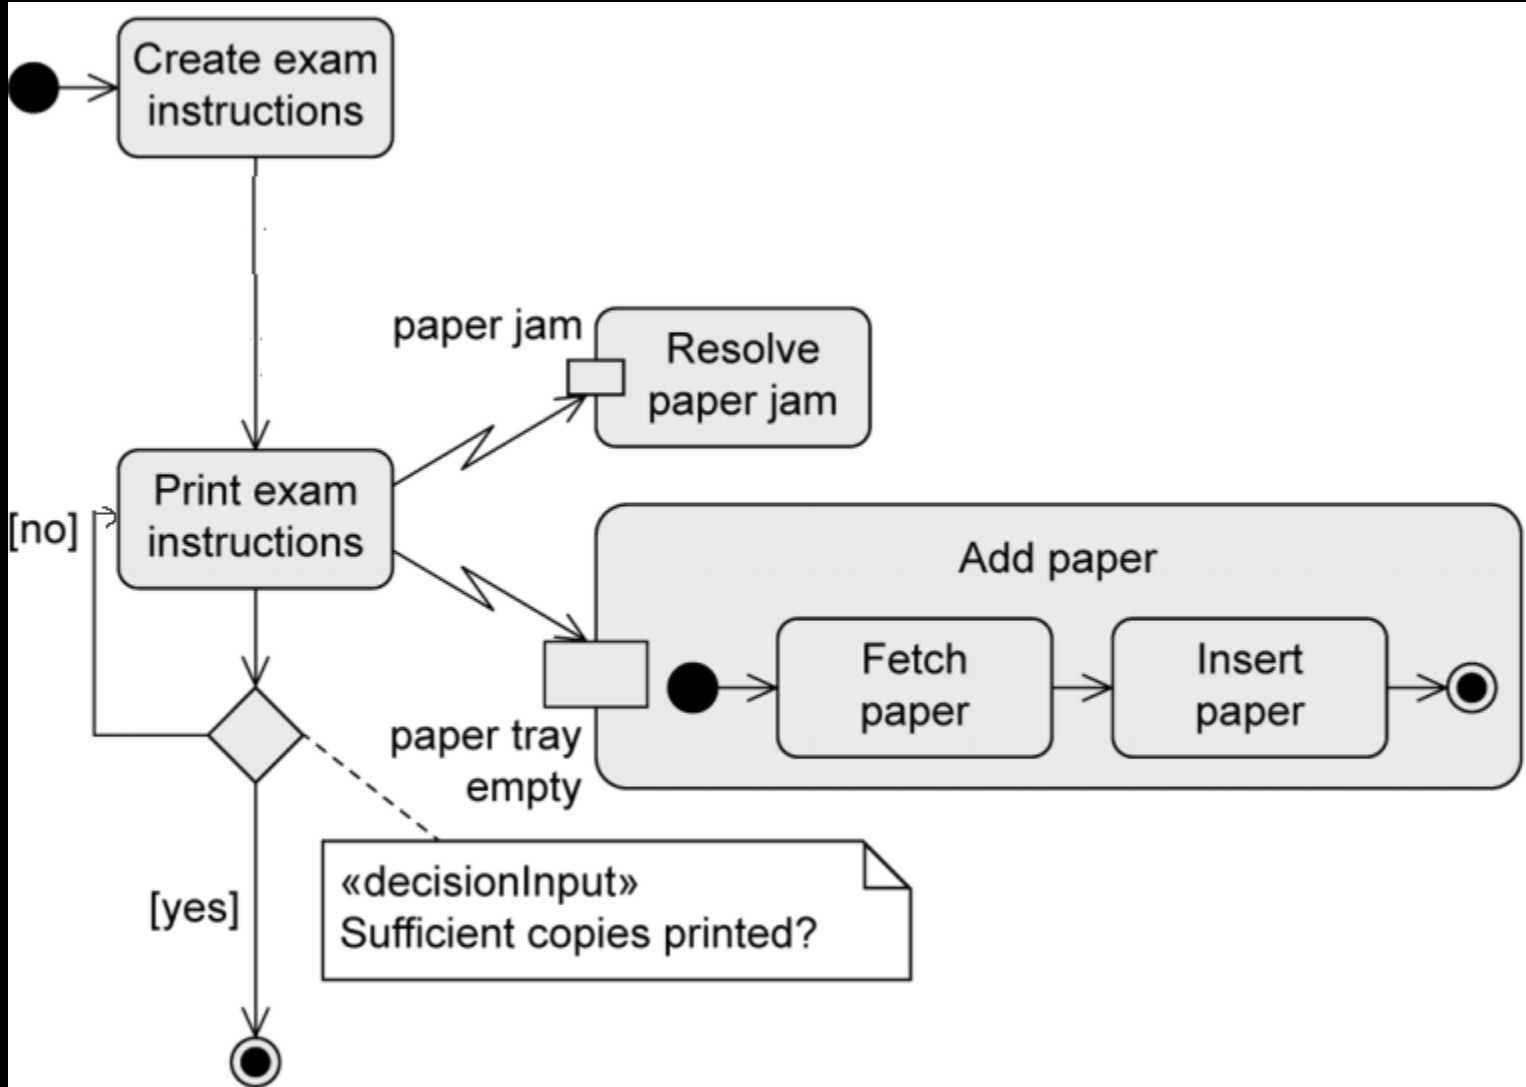 Create exam
instructions
paper jam
Resolve
paper jam
Print exam
instructions
[no]
Add paper
Fetch
paper
Insert
paper
paper tray
empty
«decisionInput»
Sufficient copies printed?
[yes]